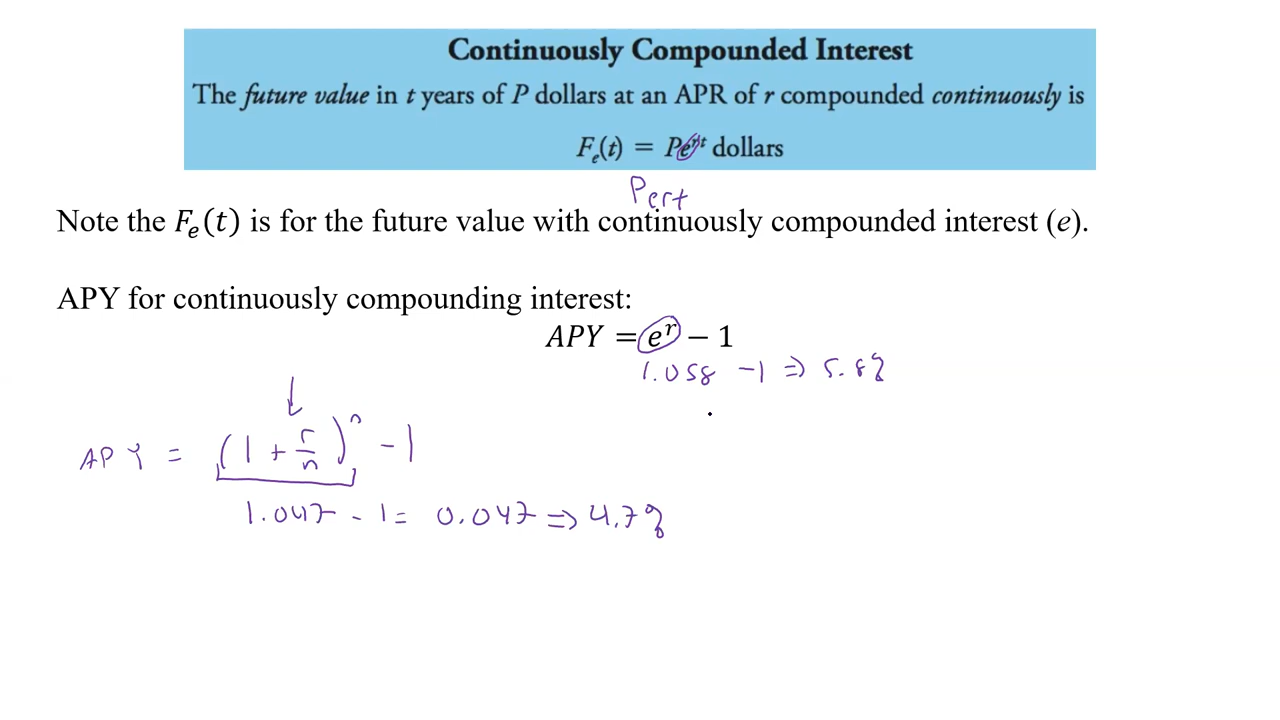 Continuously Compounded Interest
The future value in t years of P dollars at an APR of r compounded continuously is
Fₑ(t) = Pe^{rt} dollars
Pert
Note the Fₑ(t) is for the future value with continuously compounded interest (e).
APY for continuously compounding interest:
APY = e^r − 1
1.058 - 1 ⇒ 5.8%
APY = (1 + r/n)^n - 1
1.047 - 1 = 0.047 ⇒ 4.7%